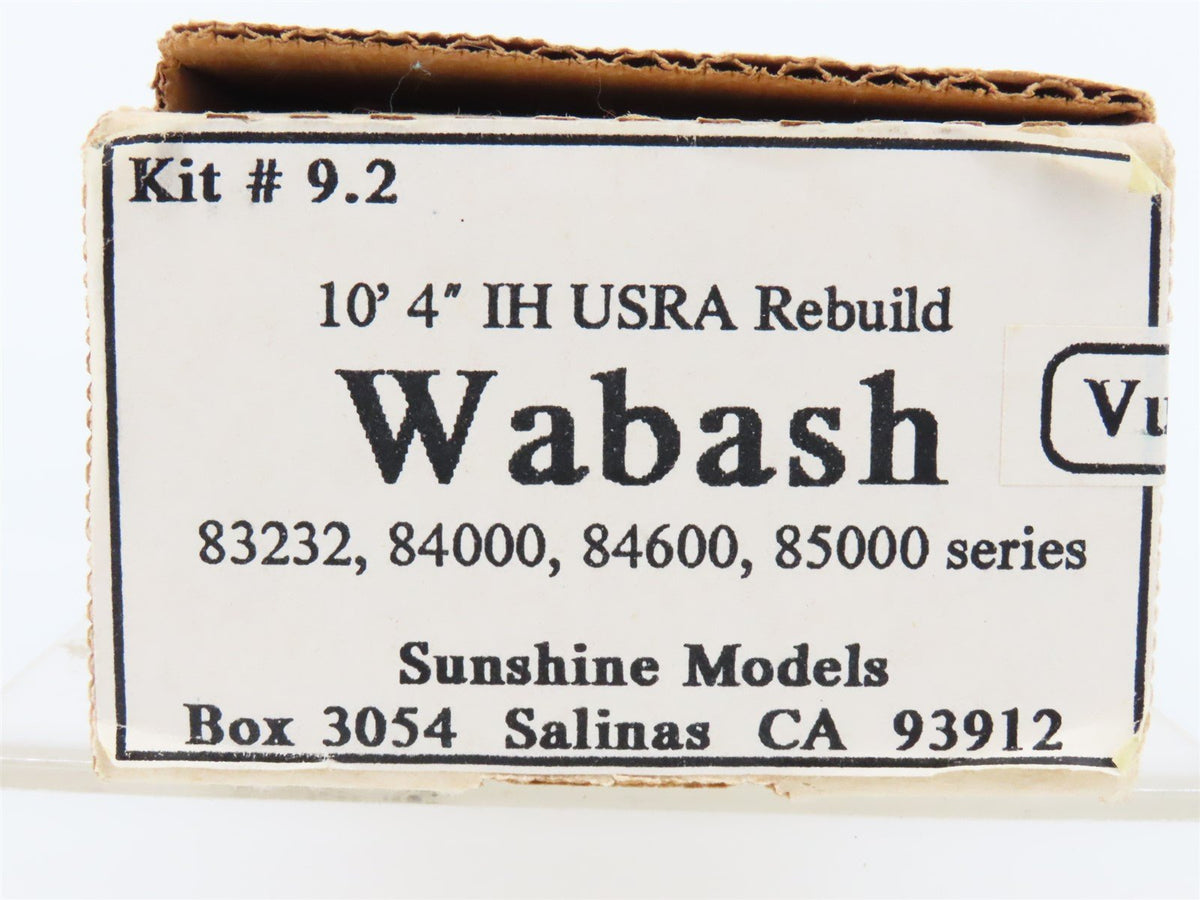 Kit # 9.2
10' 4" IH USRA Rebuild
Wabash
83232, 84000, 84600, 85000 series
Sunshine Models
Box 3054 Salinas CA 93912